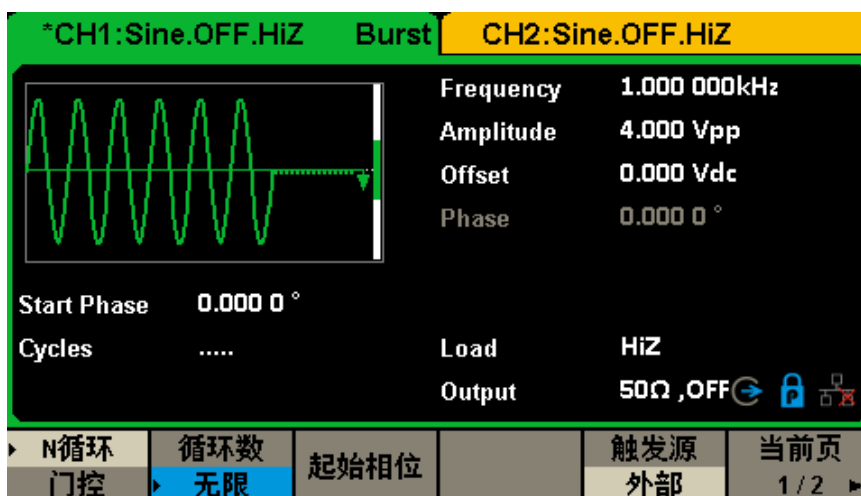 *CH1:Sine.OFF.HiZ Burst CH2:Sine.OFF.HiZ
Frequency 1.000 000kHz
Amplitude 4.000 Vpp
Offset 0.000 Vdc
Phase 0.000 0 °
Start Phase 0.000 0 °
Cycles .....
Load HiZ
Output 50Ω ,OFF P
N循环 循环数 起始相位 触发源 当前页
门控 无限 外部 1/2